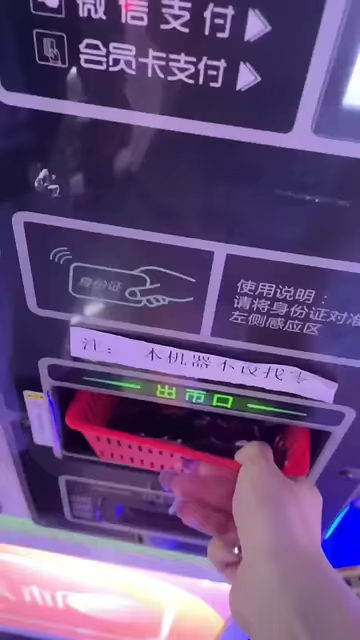 微信支付
会员卡支付
身份证
使用说明：
请将身份证对准
左侧感应区
注： 本机器不设找零
出币口